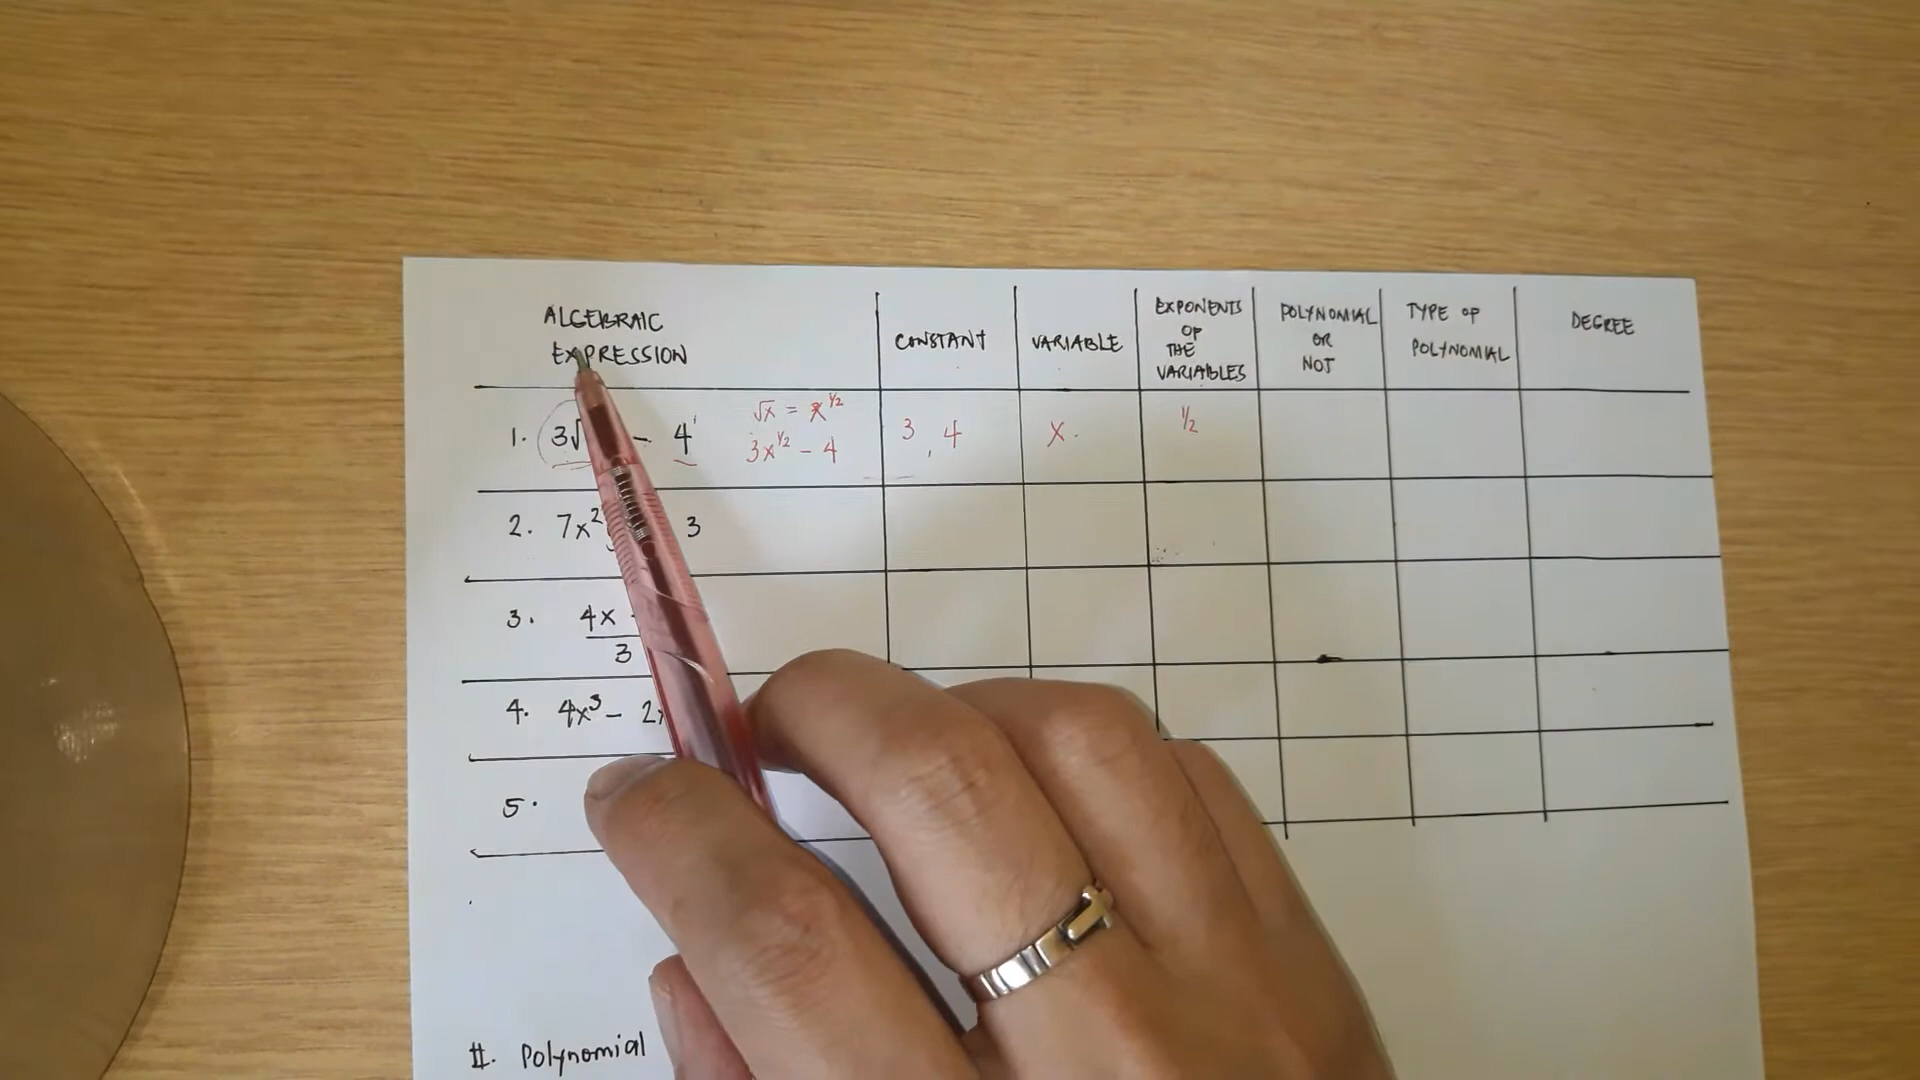 ALGEBRAIC
EXPRESSION
CONSTANT
VARIABLE
EXPONENTS
OF
THE
VARIABLES
POLYNOMIAL
OR
NOT
TYPE OF
POLYNOMIAL
DEGREE
1. 3√ - 4
√x = x^1/2
3x^1/2 - 4
3, 4
x
1/2
2. 7x² 3
3. 4x
3
4. 4x³ - 2
5.
II. Polynomial